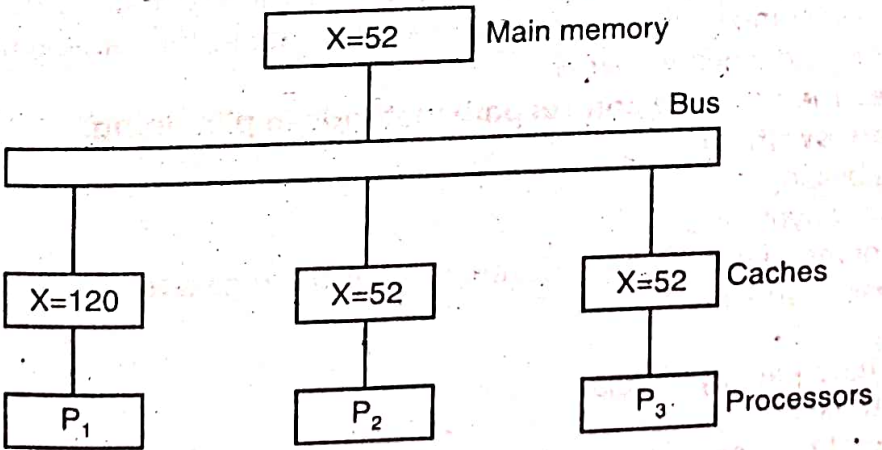 X=52 Main memory
Bus
X=120 X=52 X=52 Caches
P₁ P₂ P₃ Processors